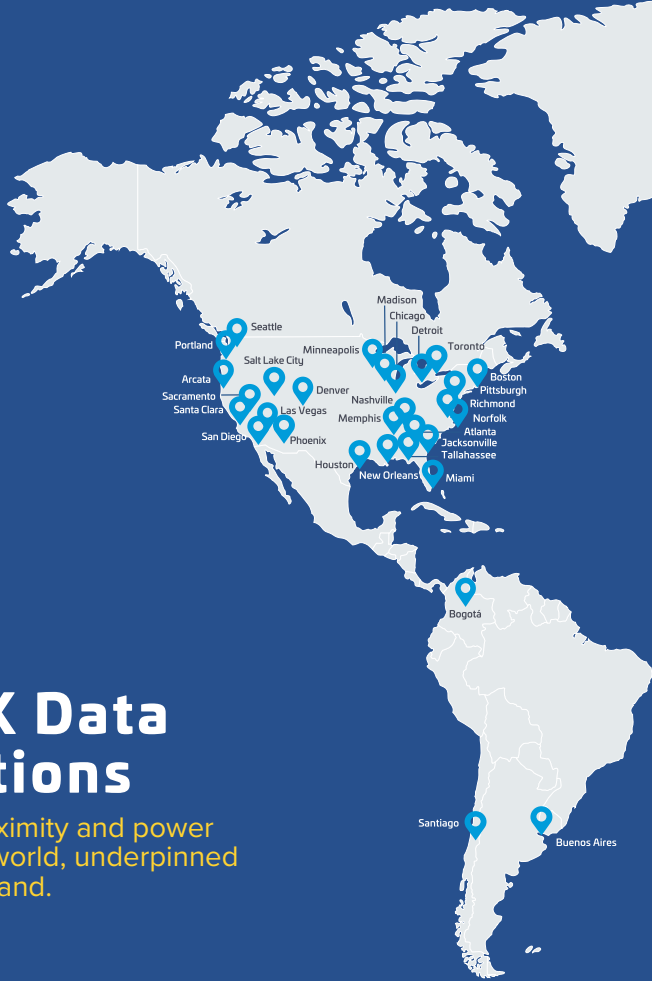 Madison
Chicago
Detroit
Seattle
Portland
Minneapolis
Toronto
Salt Lake City
Arcata
Boston
Denver
Pittsburgh
Sacramento
Nashville
Richmond
Santa Clara
Las Vegas
Memphis
Norfolk
Atlanta
San Diego
Phoenix
Jacksonville
Tallahassee
Houston
New Orleans
Miami
Bogotá
X Data
tions
ximity and power
world, underpinned
and.
Santiago
Buenos Aires